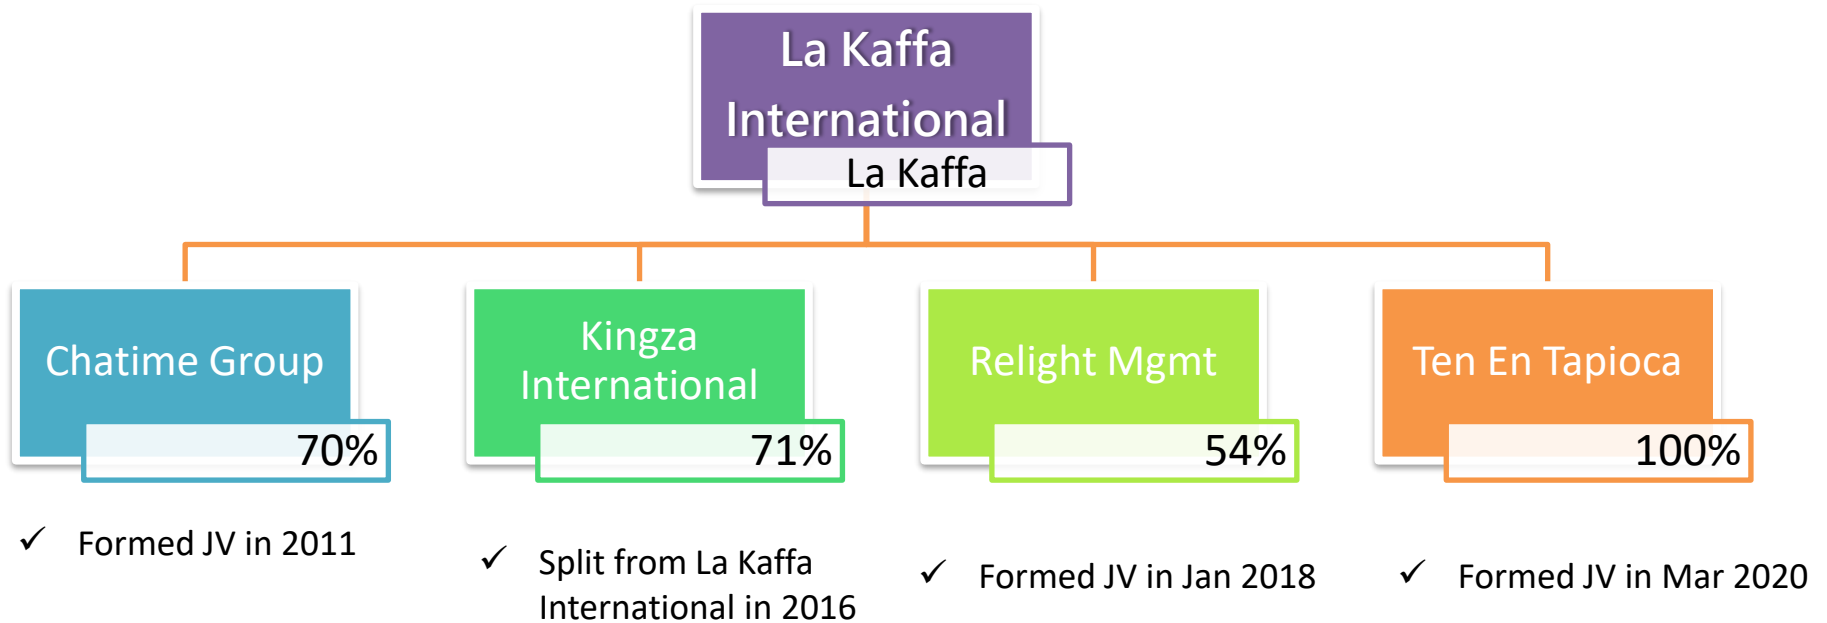 La Kaffa
International
La Kaffa
Chatime Group
70%
Kingza
International
71%
Relight Mgmt
54%
Ten En Tapioca
100%
✓ Formed JV in 2011
✓ Split from La Kaffa
International in 2016
✓ Formed JV in Jan 2018
✓ Formed JV in Mar 2020